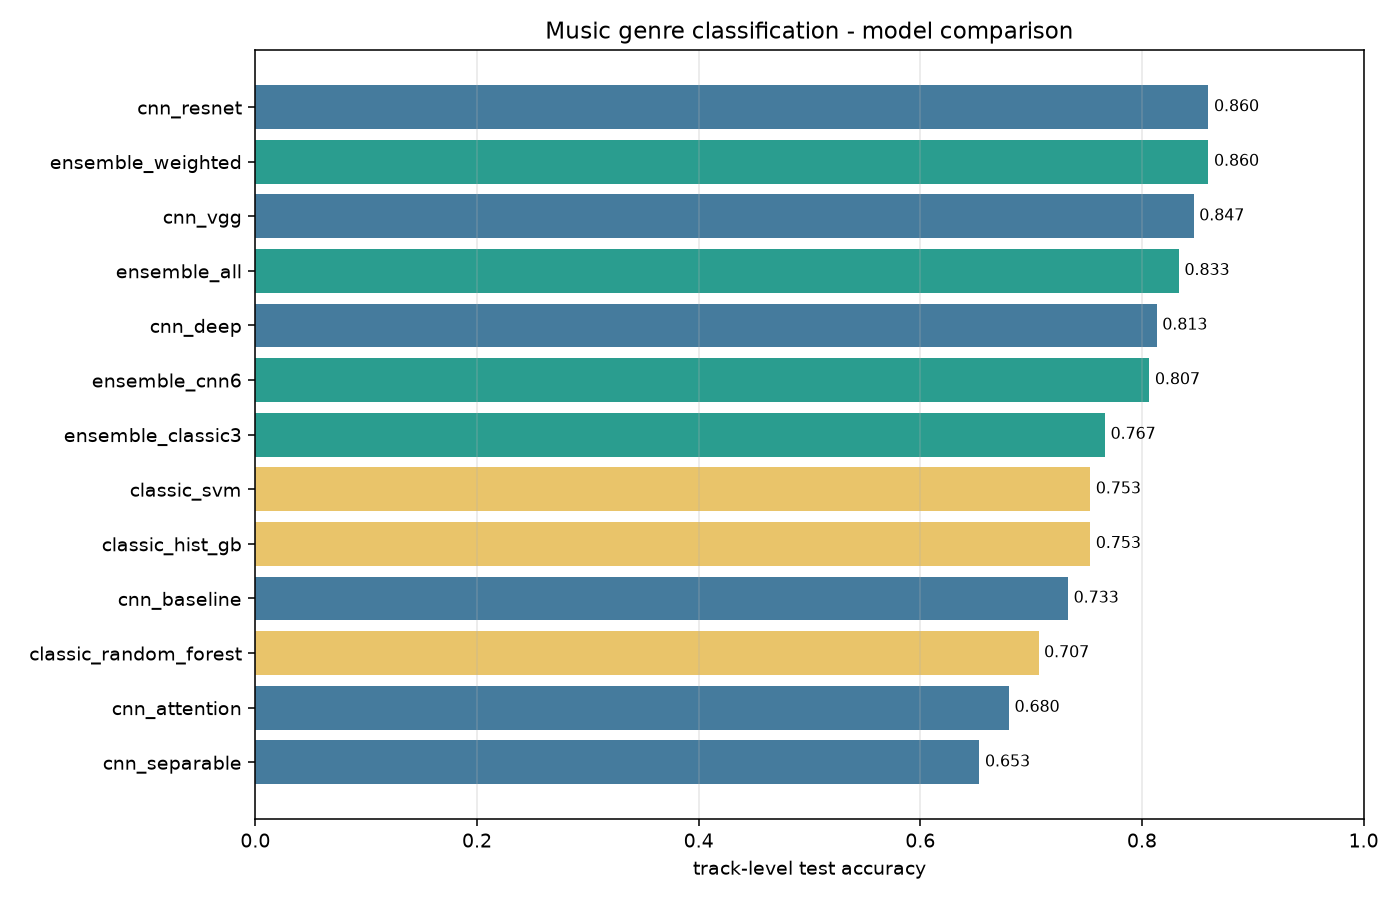 Music genre classification - model comparison
cnn_resnet 0.860
ensemble_weighted 0.860
cnn_vgg 0.847
ensemble_all 0.833
cnn_deep 0.813
ensemble_cnn6 0.807
ensemble_classic3 0.767
classic_svm 0.753
classic_hist_gb 0.753
cnn_baseline 0.733
classic_random_forest 0.707
cnn_attention 0.680
cnn_separable 0.653
0.0 0.2 0.4 0.6 0.8 1.0
track-level test accuracy